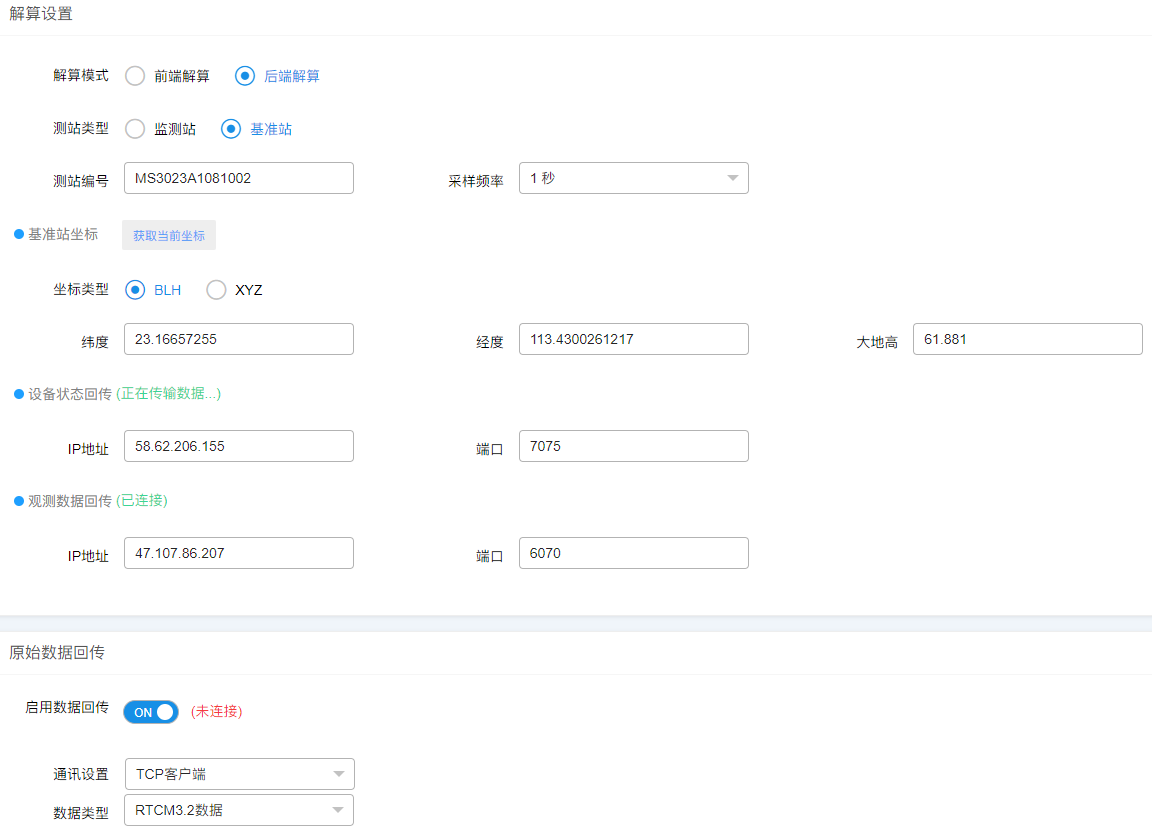 解算设置
解算模式 前端解算 后端解算
测站类型 监测站 基准站
测站编号 MS3023A1081002 采样频率 1 秒
基准站坐标 获取当前坐标
坐标类型 BLH XYZ
纬度 23.16657255 经度 113.4300261217 大地高 61.881
设备状态回传 (正在传输数据...)
IP地址 58.62.206.155 端口 7075
观测数据回传 (已连接)
IP地址 47.107.86.207 端口 6070
原始数据回传
启用数据回传 ON (未连接)
通讯设置 TCP客户端
数据类型 RTCM3.2数据